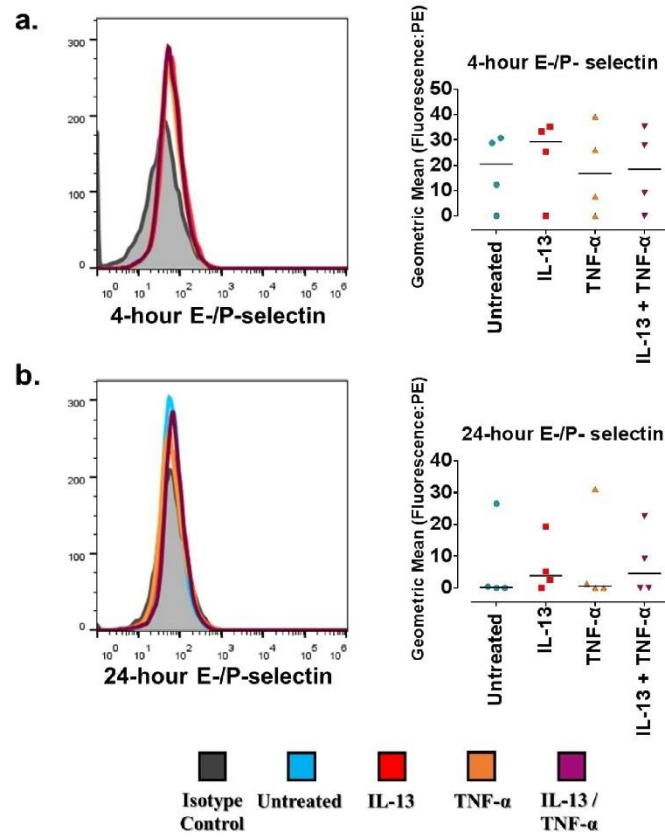 a.
300
200
100
0
10^0 10^1 10^2 10^3 10^4 10^5 10^6
4-hour E-/P-selectin
4-hour E-/P- selectin
Geometric Mean (Fluorescence:PE)
50
40
30
20
10
0
Untreated
IL-13
TNF-α
IL-13 + TNF-α
b.
300
200
100
0
10^0 10^1 10^2 10^3 10^4 10^5 10^6
24-hour E-/P-selectin
24-hour E-/P- selectin
Geometric Mean (Fluorescence:PE)
40
30
20
10
0
Untreated
IL-13
TNF-α
IL-13 + TNF-α
Isotype
Control
Untreated
IL-13
TNF-α
IL-13 /
TNF-α